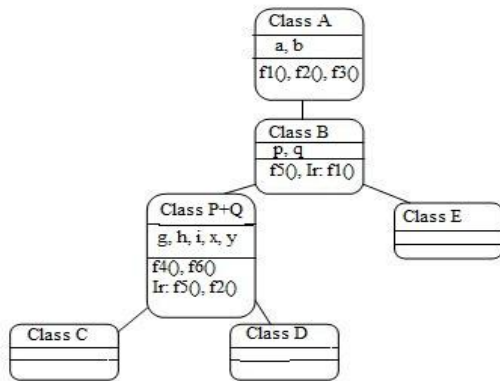 Class A
a, b
f1(), f2(), f3()
Class B
p, q
f5(), Ir: f1()
Class P+Q
g, h, i, x, y
f4(), f6()
Ir: f5(), f2()
Class E
Class C
Class D